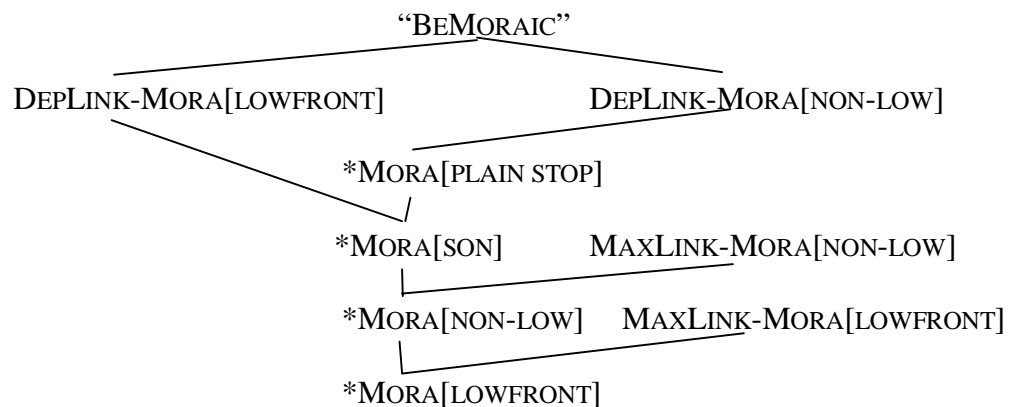 “BEMORAIC”
DEPLINK-MORA[LOWFRONT] DEPLINK-MORA[NON-LOW]
*MORA[PLAIN STOP]
*MORA[SON] MAXLINK-MORA[NON-LOW]
*MORA[NON-LOW] MAXLINK-MORA[LOWFRONT]
*MORA[LOWFRONT]